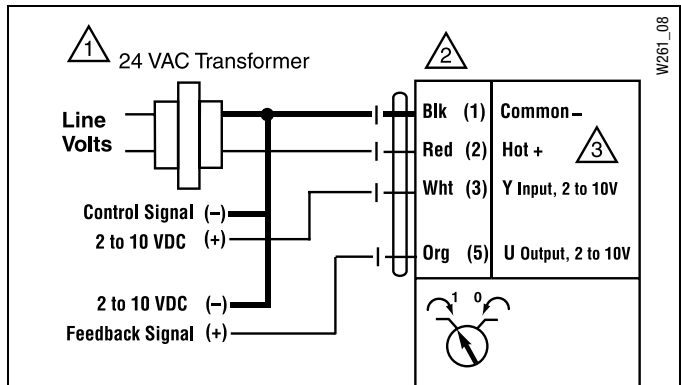 1 24 VAC Transformer
2
W261_08
Line Volts
Blk (1) Common –
Red (2) Hot +
3
Wht (3) Y Input, 2 to 10V
Control Signal (–)
2 to 10 VDC (+)
Org (5) U Output, 2 to 10V
2 to 10 VDC (–)
Feedback Signal (+)
1 0